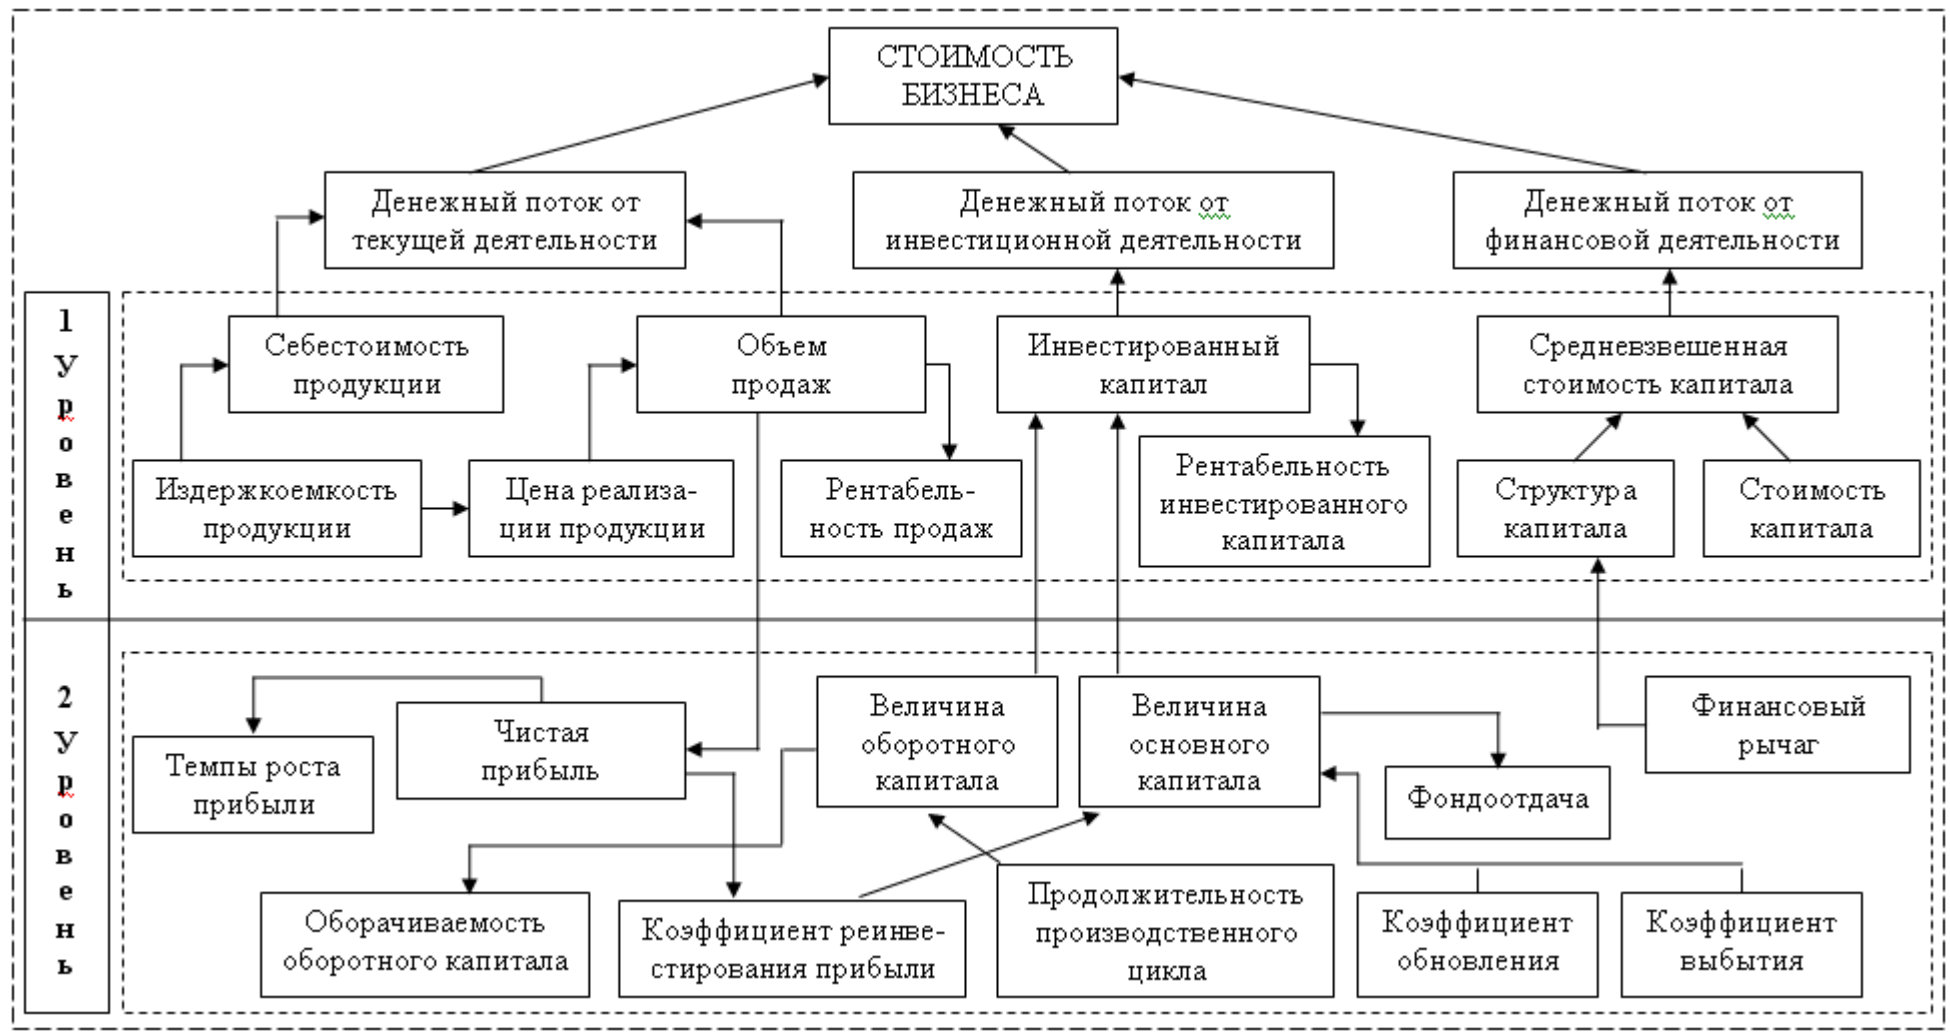 СТОИМОСТЬ
БИЗНЕСА
Денежный поток от
текущей деятельности
Денежный поток от
инвестиционной деятельности
Денежный поток от
финансовой деятельности
1
У
р
о
в
е
н
ь
Себестоимость
продукции
Объем
продаж
Инвестированный
капитал
Средневзвешенная
стоимость капитала
Издержкоемкость
продукции
Цена реализа-
ции продукции
Рентабель-
ность продаж
Рентабельность
инвестированного
капитала
Структура
капитала
Стоимость
капитала
2
У
р
о
в
е
н
ь
Темпы роста
прибыли
Чистая
прибыль
Величина
оборотного
капитала
Величина
основного
капитала
Фондоотдача
Финансовый
рычаг
Оборачиваемость
оборотного капитала
Коэффициент реинве-
стирования прибыли
Продолжительность
производственного
цикла
Коэффициент
обновления
Коэффициент
выбытия